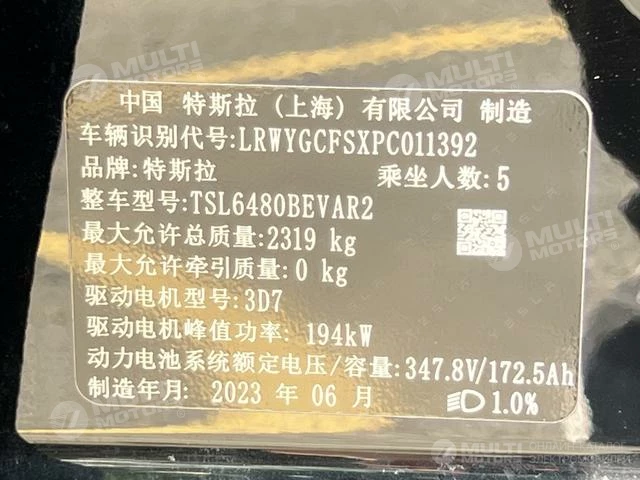 中国 特斯拉（上海）有限公司 制造
车辆识别代号:LRWYGCFSXPC011392
品牌:特斯拉 乘坐人数:5
整车型号:TSL6480BEVAR2
最大允许总质量:2319 kg
最大允许牵引质量:0 kg
驱动电机型号:3D7
驱动电机峰值功率: 194kW
动力电池系统额定电压/容量:347.8V/172.5Ah
制造年月: 2023 年 06 月 1.0%
MULTI MOTORS